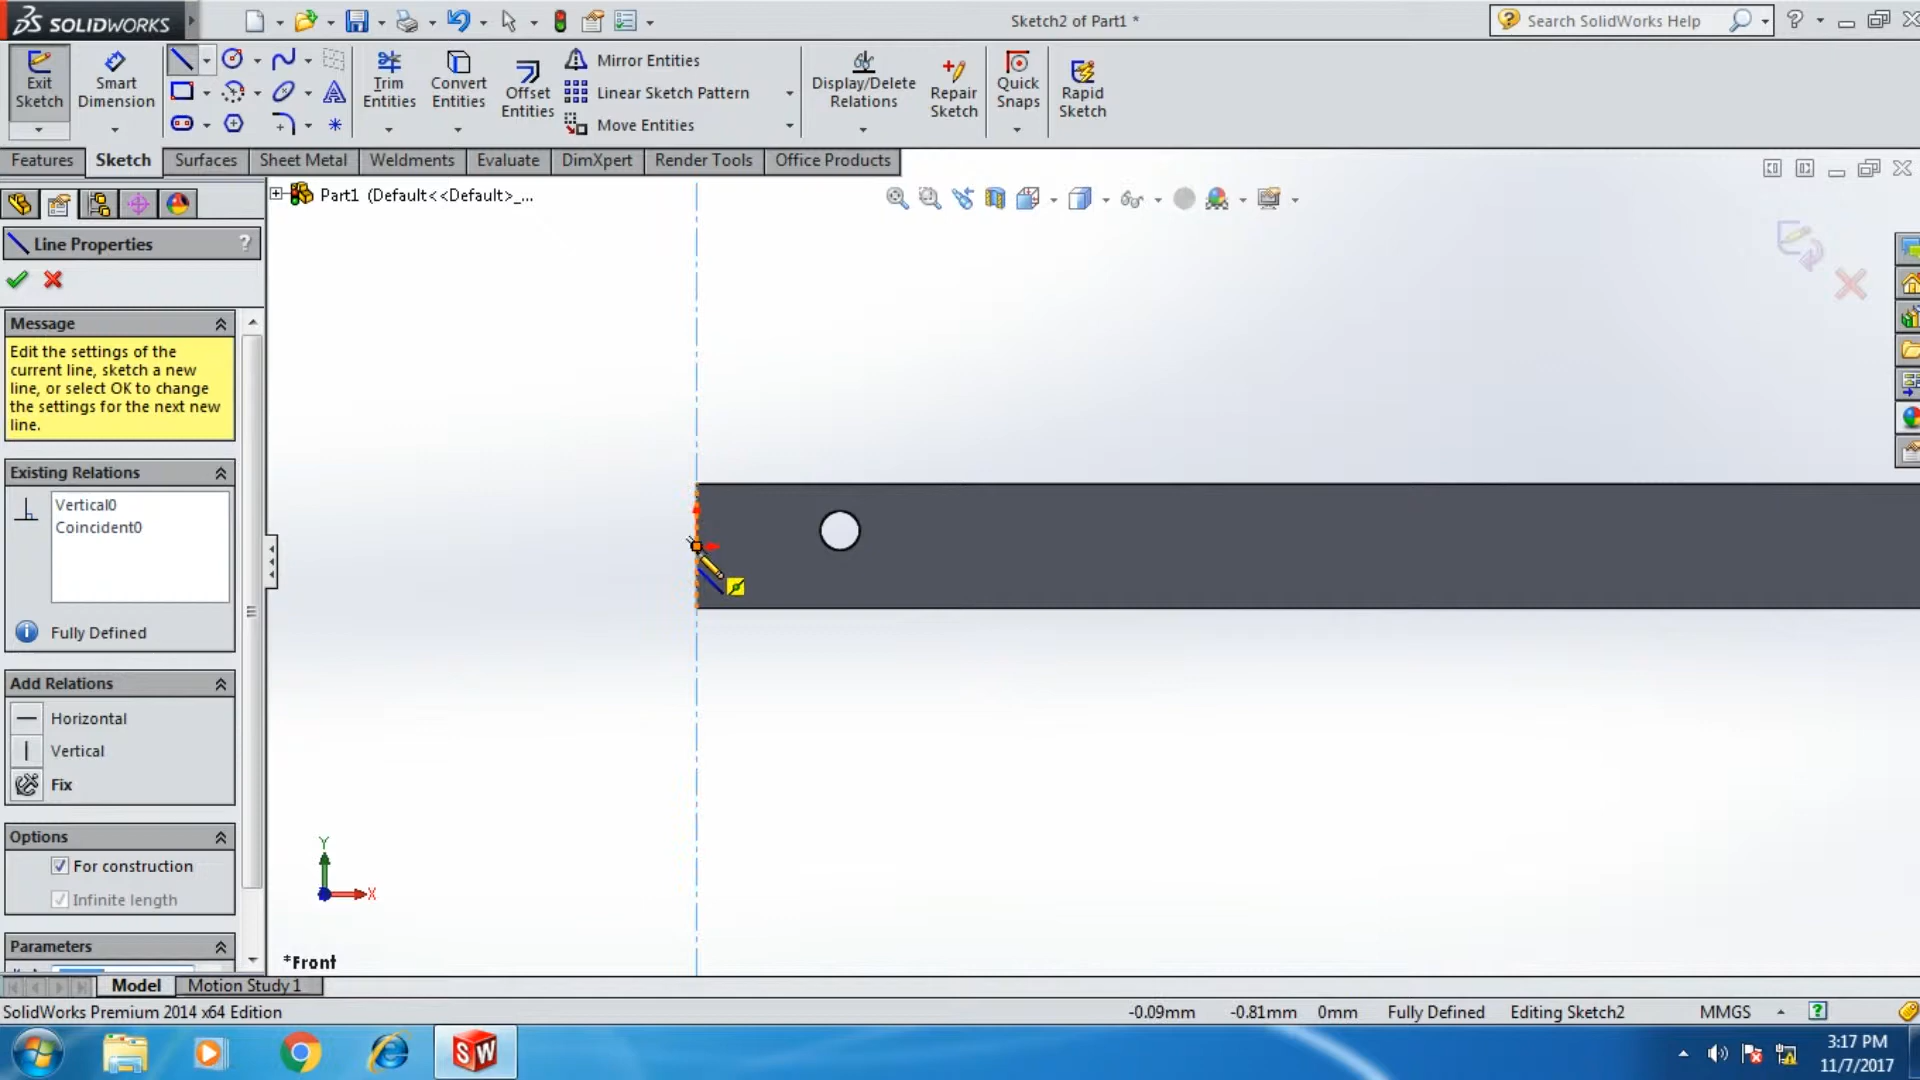 SOLIDWORKS
Sketch2 of Part1 *
Search SolidWorks Help
Exit Sketch
Smart Dimension
Trim Entities
Convert Entities
Offset Entities
Mirror Entities
Linear Sketch Pattern
Move Entities
Display/Delete Relations
Repair Sketch
Quick Snaps
Rapid Sketch
Features
Sketch
Surfaces
Sheet Metal
Weldments
Evaluate
DimXpert
Render Tools
Office Products
Part1 (Default<<Default>_...
Line Properties
?
Message
Edit the settings of the
current line, sketch a new
line, or select OK to change
the settings for the next new
line.
Existing Relations
Vertical0
Coincident0
Fully Defined
Add Relations
Horizontal
Vertical
Fix
Options
For construction
Infinite length
Parameters
Y
X
*Front
Model
Motion Study 1
SolidWorks Premium 2014 x64 Edition
-0.09mm
-0.81mm
0mm
Fully Defined
Editing Sketch2
MMGS
?
SW
3:17 PM
11/7/2017